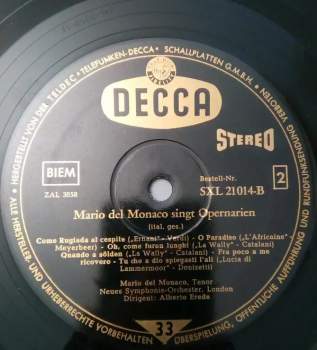 HERGESTELLT VON DER TELDEC • »TELEFUNKEN-DECCA« SCHALLPLATTEN G.M.B.H.
DECCA
STEREO
BIEM
ZAL 3858
Bestell-Nr.
SXL 21014-B
2
Mario del Monaco singt Opernarien
(ital. ges.)
Come Rugiada al cespite („Ernani“ - Verdi) - O Paradiso („L'Africaine“
Meyerbeer) - Oh, come furon lunghi („La Wally“ - Catalani)
Quando a sölden („La Wally“ - Catalani) - Fra poco a me
ricovero - Tu che a dio spiegasti l'ali („Lucia di
Lammermoor“ - Donizetti)
Mario del Monaco, Tenor
Neues Symphonie-Orchester, London
Dirigent: Alberto Erede
33
ALLE HERSTELLER- UND URHEBERRECHTE VORBEHALTEN
ÜBERSPIELUNG, ÖFFENTLICHE AUFFÜHRUNG UND RUNDFUNKSENDUNG VERBOTEN